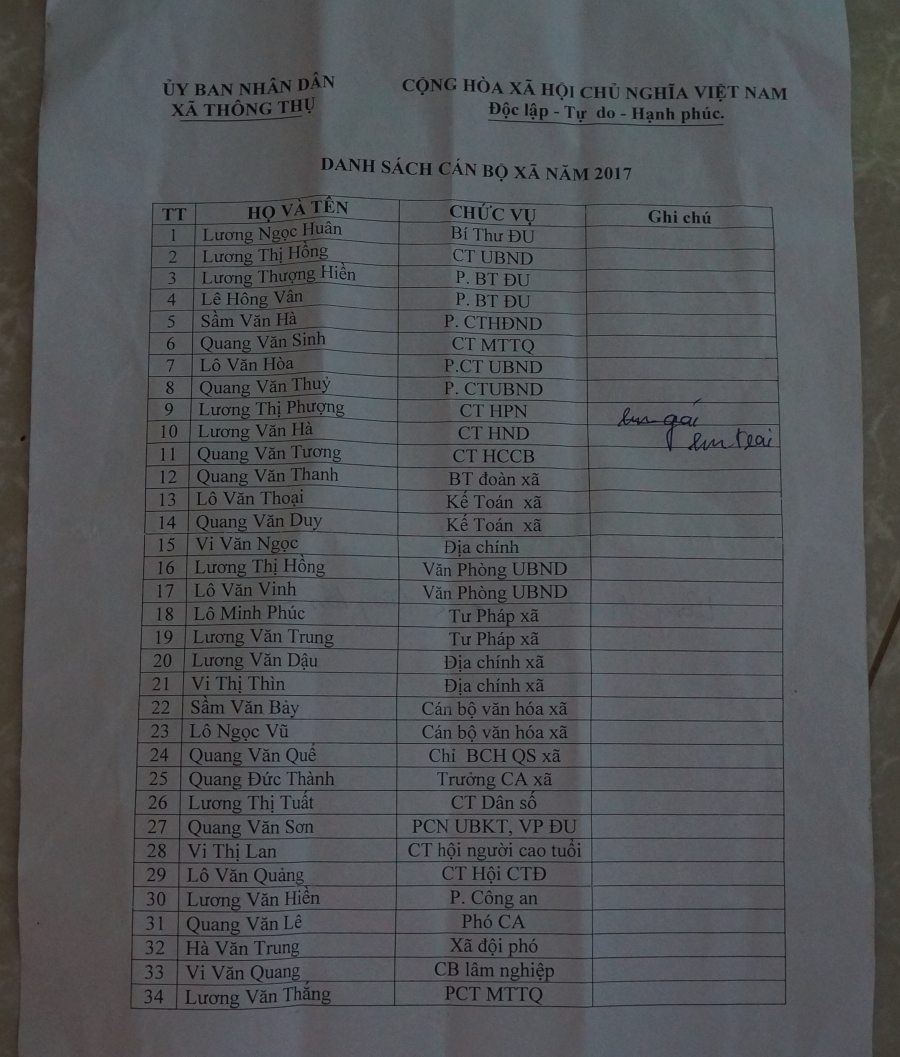 ỦY BAN NHÂN DÂN
XÃ THÔNG THỤ
CỘNG HÒA XÃ HỘI CHỦ NGHĨA VIỆT NAM
Độc lập - Tự do - Hạnh phúc.
DANH SÁCH CÁN BỘ XÃ NĂM 2017
TT HỌ VÀ TÊN CHỨC VỤ Ghi chú
1 Lương Ngọc Huân Bí Thư ĐU
2 Lương Thị Hồng CT UBND
3 Lương Thượng Hiền P. BT ĐU
4 Lê Hông Vân P. BT ĐU
5 Sầm Văn Hà P. CTHĐND
6 Quang Văn Sinh CT MTTQ
7 Lô Văn Hòa P.CT UBND
8 Quang Văn Thuỷ P. CTUBND
9 Lương Thị Phượng CT HPN em gái
10 Lương Văn Hà CT HND em trai
11 Quang Văn Tương CT HCCB
12 Quang Văn Thanh BT đoàn xã
13 Lô Văn Thoại Kế Toán xã
14 Quang Văn Duy Kế Toán xã
15 Vi Văn Ngọc Địa chính
16 Lương Thị Hồng Văn Phòng UBND
17 Lô Văn Vinh Văn Phòng UBND
18 Lô Minh Phúc Tư Pháp xã
19 Lương Văn Trung Tư Pháp xã
20 Lương Văn Dậu Địa chính xã
21 Vi Thị Thìn Địa chính xã
22 Sầm Văn Bảy Cán bộ văn hóa xã
23 Lô Ngọc Vũ Cán bộ văn hóa xã
24 Quang Văn Quế Chỉ BCH QS xã
25 Quang Đức Thành Trưởng CA xã
26 Lương Thị Tuất CT Dân số
27 Quang Văn Sơn PCN UBKT, VP ĐU
28 Vi Thị Lan CT hội người cao tuổi
29 Lô Văn Quảng CT Hội CTĐ
30 Lương Văn Hiền P. Công an
31 Quang Văn Lê Phó CA
32 Hà Văn Trung Xã đội phó
33 Vi Văn Quang CB lâm nghiệp
34 Lương Văn Thắng PCT MTTQ